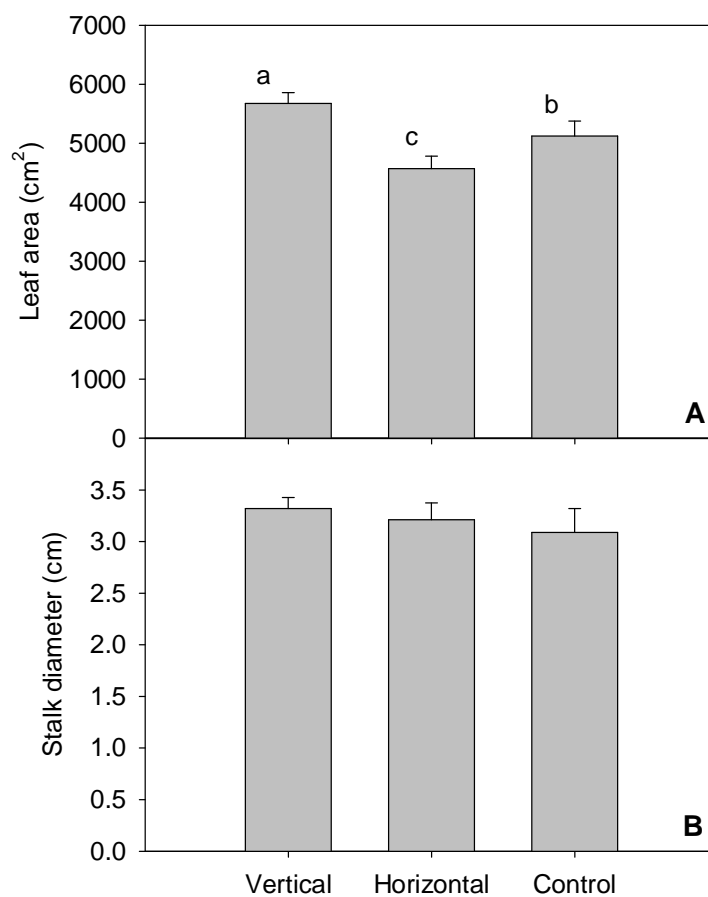 7000
6000
5000
4000
3000
2000
1000
0
Leaf area (cm²)
a
c
b
A
3.5
3.0
2.5
2.0
1.5
1.0
0.5
0.0
Stalk diameter (cm)
B
Vertical Horizontal Control